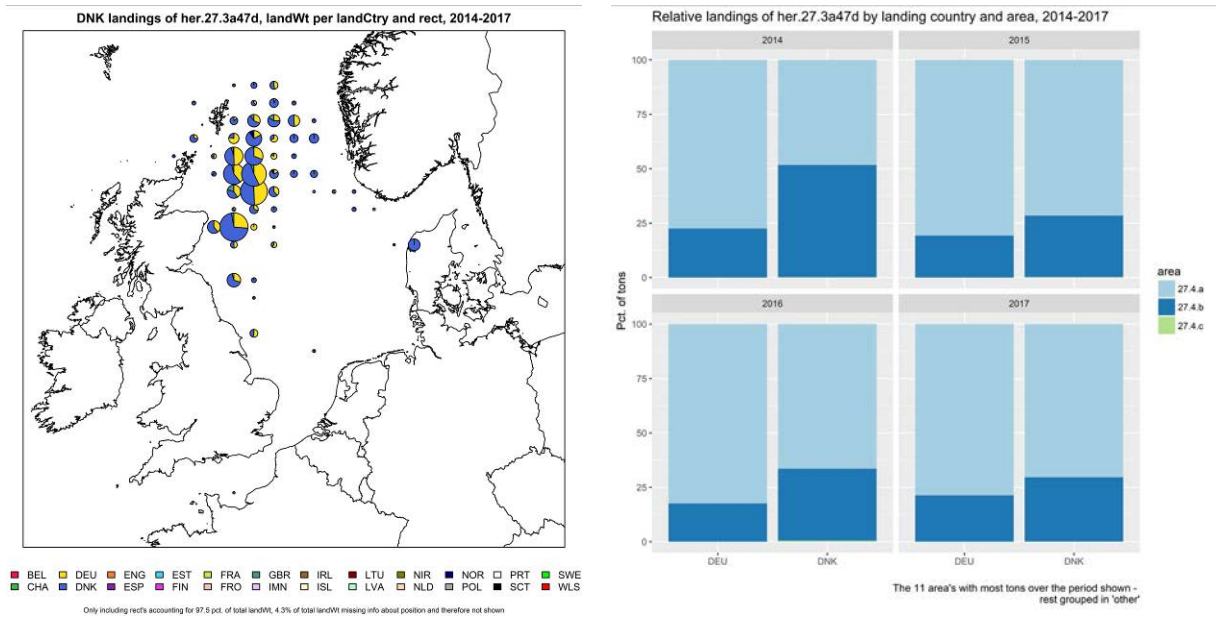 DNK landings of her.27.3a47d, landWt per landCtry and rect, 2014-2017
BEL DEU ENG EST FRA GBR IRL LTU NIR NOR PRT SWE
CHA DNK ESP FIN FRO IMN ISL LVA NLD POL SCT WLS
Only including rect's accounting for 97.5 pct. of total landWt, 4.3% of total landWt missing info about position and therefore not shown
Relative landings of her.27.3a47d by landing country and area, 2014-2017
2014 2015
100
75
50
25
0
2016 2017
100
75
50
25
0
Pct. of tons
DEU DNK DEU DNK
area
27.4.a
27.4.b
27.4.c
The 11 area's with most tons over the period shown -
rest grouped in 'other'